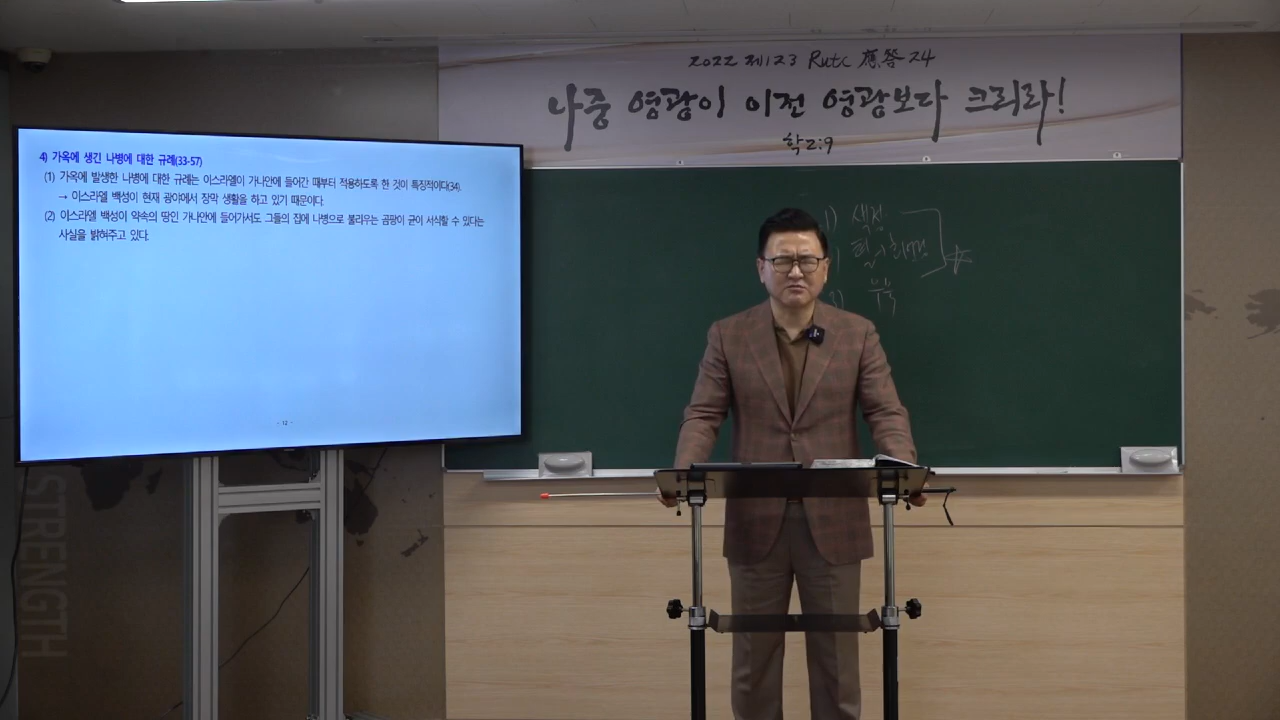 2022 제123 Rutc 應答 24
나중 영광이 이전 영광보다 크리라!
학2:9
4) 가옥에 생긴 나병에 대한 규례(33-57)
(1) 가옥에 발생한 나병에 대한 규례는 이스라엘이 가나안에 들어간 때부터 적용하도록 한 것이 특징적이다(34).
→ 이스라엘 백성이 현재 광야에서 장막 생활을 하고 있기 때문이다.
(2) 이스라엘 백성이 약속의 땅인 가나안에 들어가서도 그들의 집에 나병으로 불리우는 곰팡이 균이 서식할 수 있다는
사실을 밝혀주고 있다.
- 12 -
1) 색점
STRENGTH